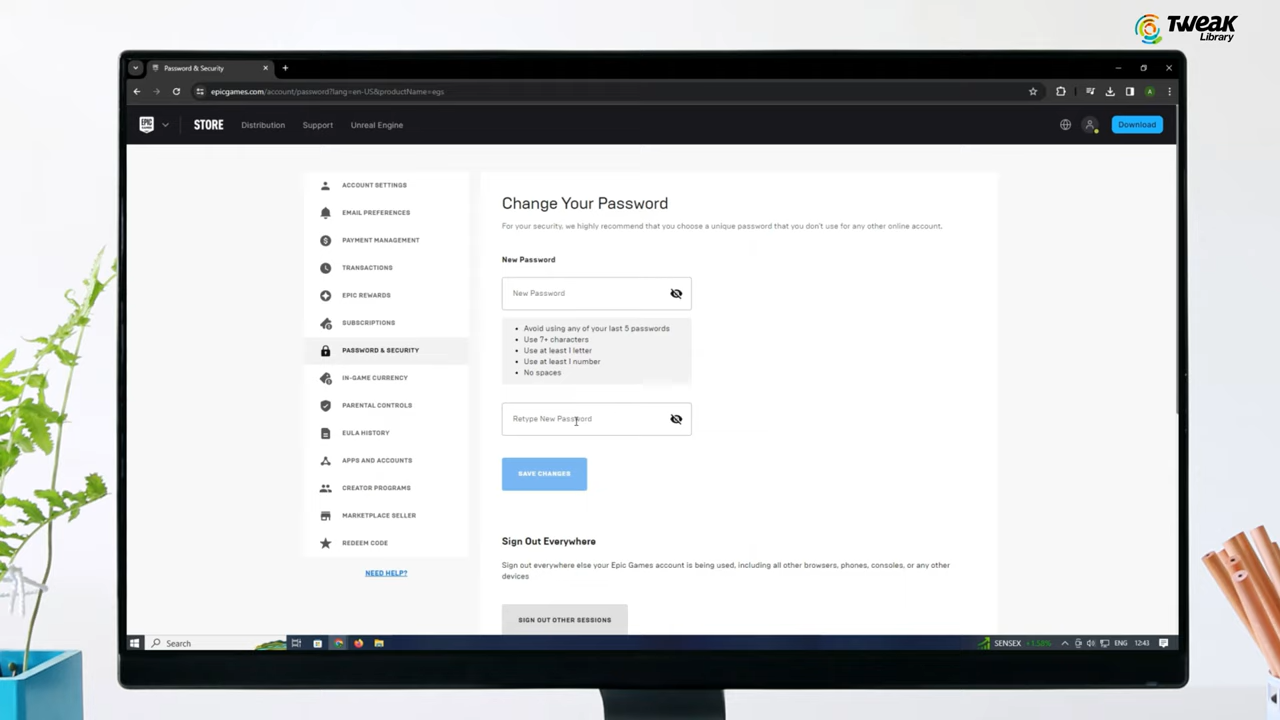 TWEAK
Library
Password & Security
epicgames.com/account/password?lang=en-US&productName=egs
EPIC GAMES
STORE
Distribution
Support
Unreal Engine
Download
ACCOUNT SETTINGS
EMAIL PREFERENCES
PAYMENT MANAGEMENT
TRANSACTIONS
EPIC REWARDS
SUBSCRIPTIONS
PASSWORD & SECURITY
IN-GAME CURRENCY
PARENTAL CONTROLS
EULA HISTORY
APPS AND ACCOUNTS
CREATOR PROGRAMS
MARKETPLACE SELLER
REDEEM CODE
NEED HELP?
Change Your Password
For your security, we highly recommend that you choose a unique password that you don't use for any other online account.
New Password
New Password
Avoid using any of your last 5 passwords
Use 7+ characters
Use at least 1 letter
Use at least 1 number
No spaces
Retype New Password
SAVE CHANGES
Sign Out Everywhere
Sign out everywhere else your Epic Games account is being used, including all other browsers, phones, consoles, or any other
devices
SIGN OUT OTHER SESSIONS
Search
SENSEX +1.50%
ENG
12:43